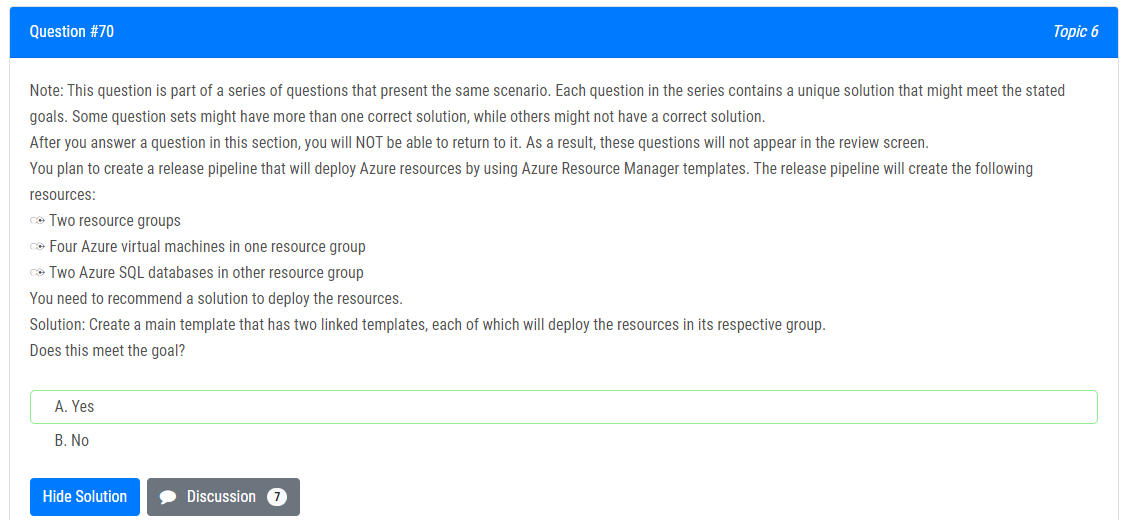 Question #70
Topic 6
Note: This question is part of a series of questions that present the same scenario. Each question in the series contains a unique solution that might meet the stated
goals. Some question sets might have more than one correct solution, while others might not have a correct solution.
After you answer a question in this section, you will NOT be able to return to it. As a result, these questions will not appear in the review screen.
You plan to create a release pipeline that will deploy Azure resources by using Azure Resource Manager templates. The release pipeline will create the following
resources:
Two resource groups
Four Azure virtual machines in one resource group
Two Azure SQL databases in other resource group
You need to recommend a solution to deploy the resources.
Solution: Create a main template that has two linked templates, each of which will deploy the resources in its respective group.
Does this meet the goal?
A. Yes
B. No
Hide Solution
Discussion 7